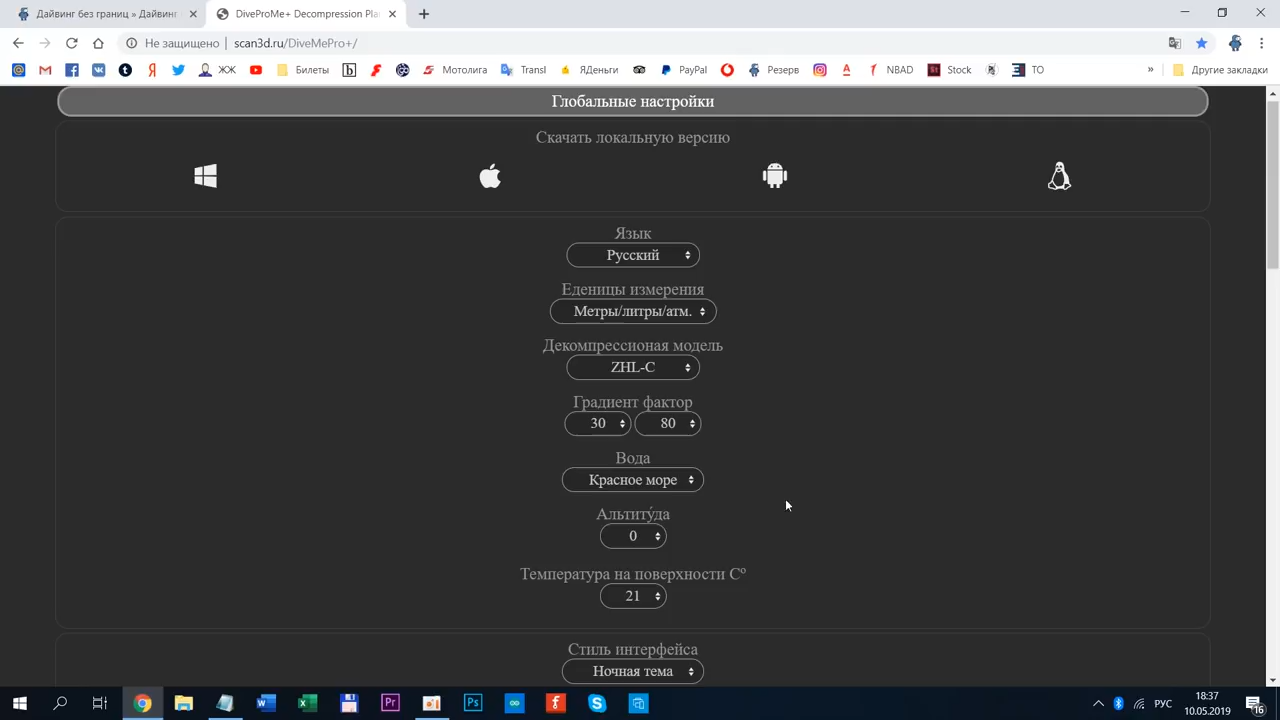 Дайвинг без границ » Дайвинг
DiveProMe+ Decompression Pla
Не защищено
scan3d.ru/DiveMePro+/
ЖЖ
Билеты
Мотолига
Transl
ЯДеньги
PayPal
Резерв
NBAD
Stock
ТО
»
Другие закладки
Глобальные настройки
Скачать локальную версию
Язык
Русский
Еденицы измерения
Метры/литры/атм.
Декомпрессионая модель
ZHL-C
Градиент фактор
30 80
Вода
Красное море
Альтиту́да
0
Температура на поверхности Cº
21
Стиль интерфейса
Ночная тема
РУС
18:37
10.05.2019
16